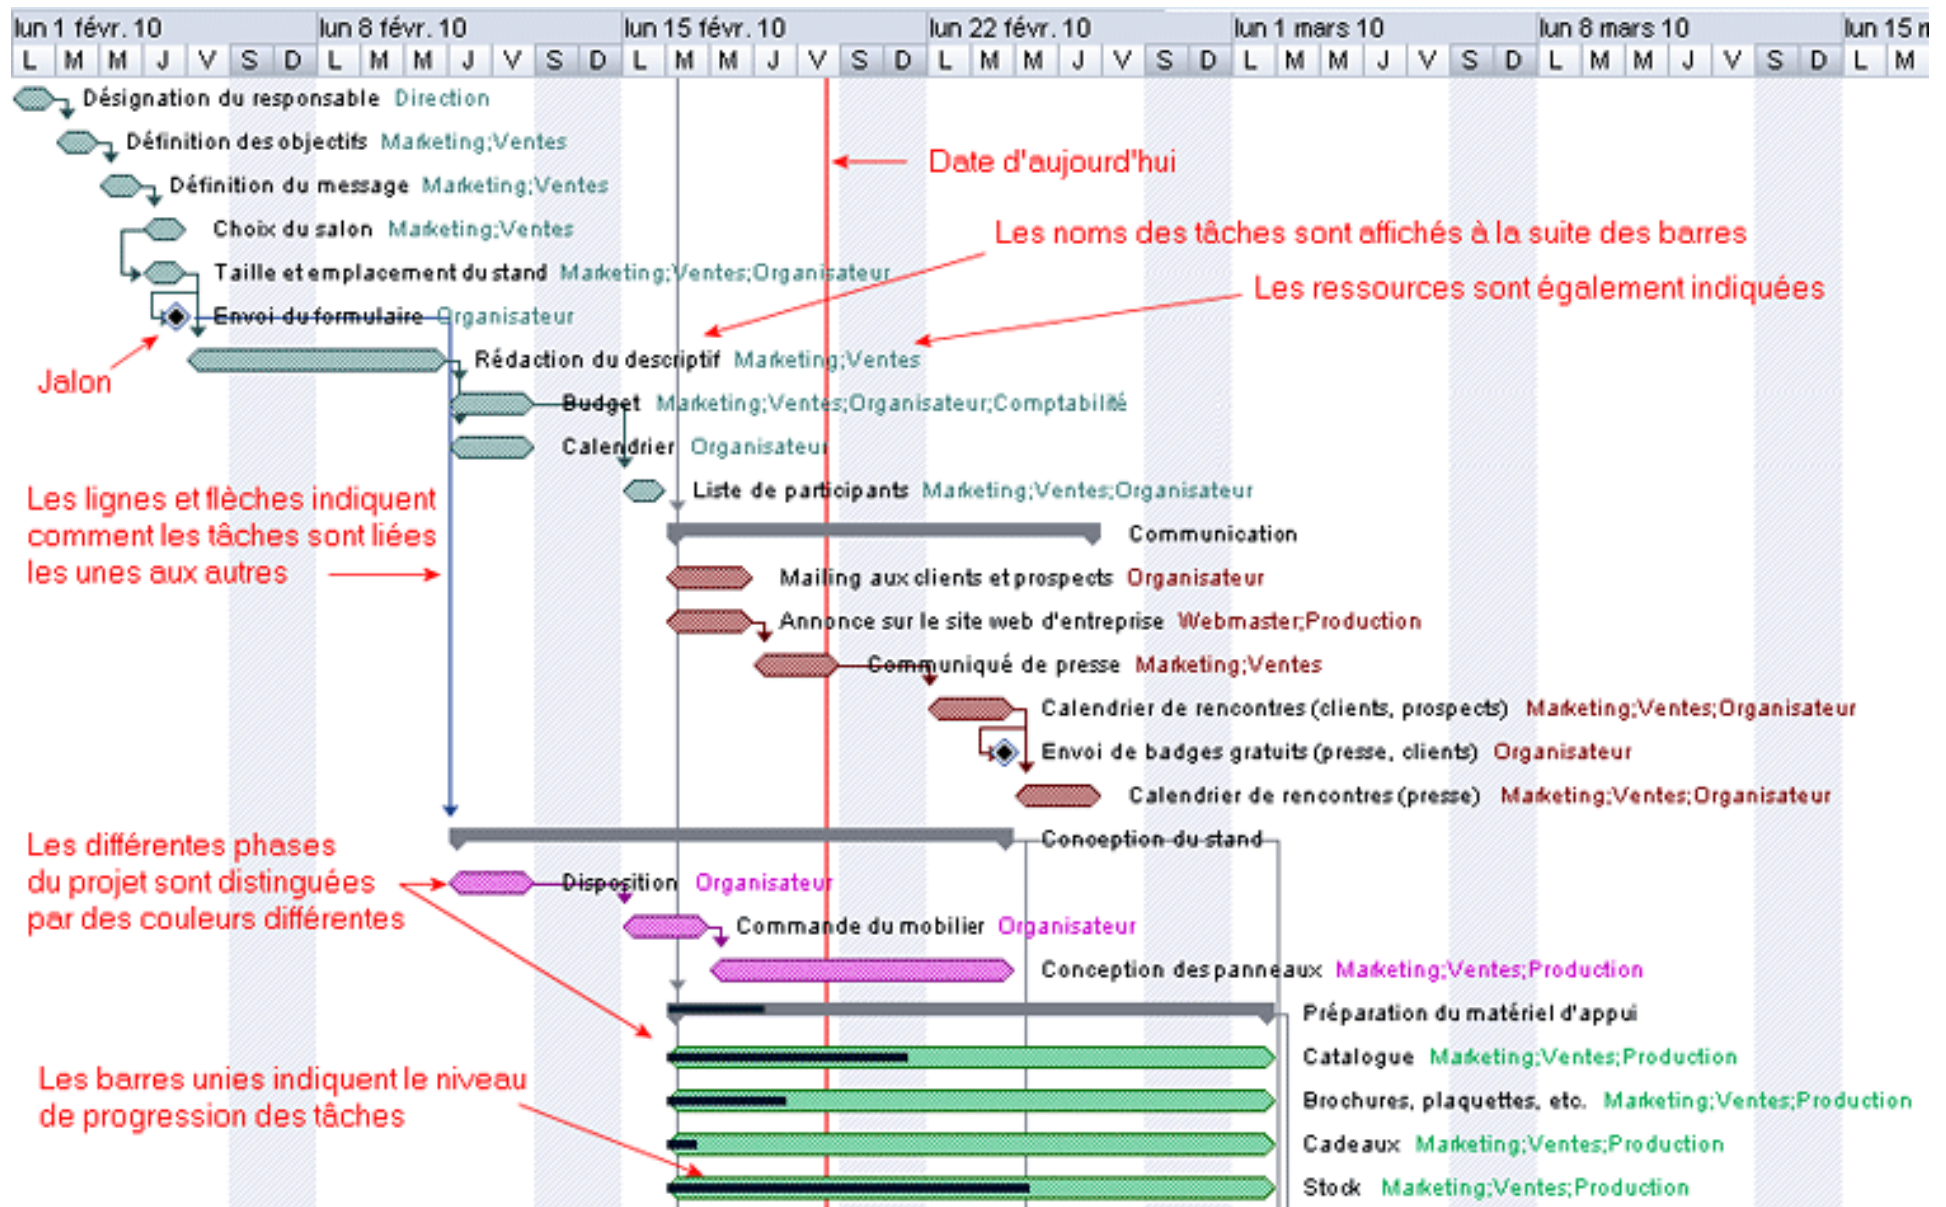 lun 1 févr. 10 lun 8 févr. 10 lun 15 févr. 10 lun 22 févr. 10 lun 1 mars 10 lun 8 mars 10 lun 15
L M M J V S D L M M J V S D L M M J V S D L M M J V S D L M M J V S D L M M J V S D L M
Désignation du responsable Direction
Définition des objectifs Marketing;Ventes
Date d'aujourd'hui
Définition du message Marketing;Ventes
Choix du salon Marketing;Ventes
Les noms des tâches sont affichés à la suite des barres
Taille et emplacement du stand Marketing;Ventes;Organisateur
Les ressources sont également indiquées
Envoi du formulaire Organisateur
Rédaction du descriptif Marketing;Ventes
Jalon
Budget Marketing;Ventes;Organisateur;Comptabilité
Calendrier Organisateur
Liste de participants Marketing;Ventes;Organisateur
Les lignes et flèches indiquent
comment les tâches sont liées
les unes aux autres
Communication
Mailing aux clients et prospects Organisateur
Annonce sur le site web d'entreprise Webmaster;Production
Communiqué de presse Marketing;Ventes
Calendrier de rencontres (clients, prospects) Marketing;Ventes;Organisateur
Envoi de badges gratuits (presse, clients) Organisateur
Calendrier de rencontres (presse) Marketing;Ventes;Organisateur
Conception du stand
Les différentes phases
du projet sont distinguées
par des couleurs différentes
Disposition Organisateur
Commande du mobilier Organisateur
Conception des panneaux Marketing;Ventes;Production
Préparation du matériel d'appui
Catalogue Marketing;Ventes;Production
Les barres unies indiquent le niveau
de progression des tâches
Brochures, plaquettes, etc. Marketing;Ventes;Production
Cadeaux Marketing;Ventes;Production
Stock Marketing;Ventes;Production